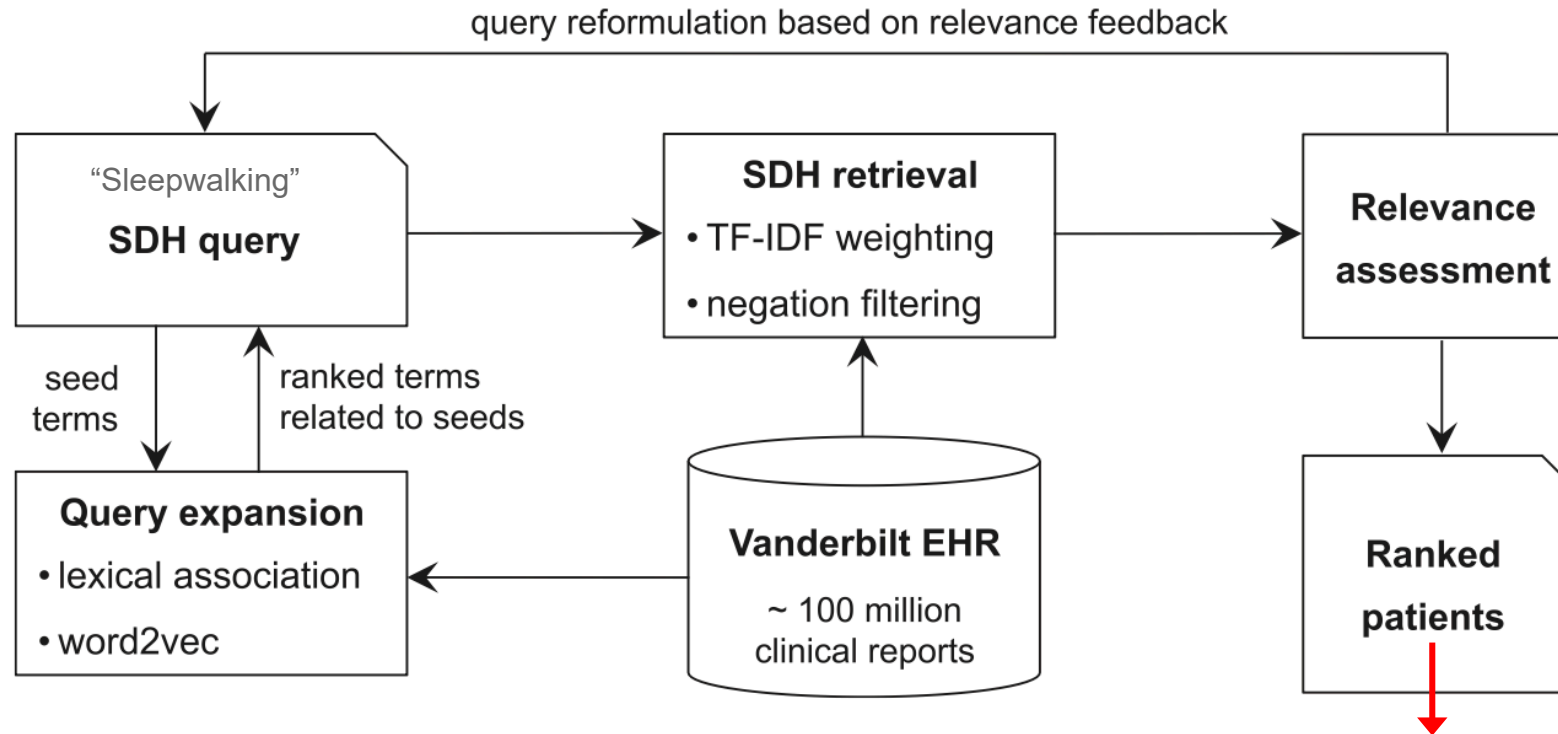 query reformulation based on relevance feedback
“Sleepwalking”
SDH query
SDH retrieval
• TF-IDF weighting
• negation filtering
Relevance
assessment
seed
terms
ranked terms
related to seeds
Query expansion
• lexical association
• word2vec
Vanderbilt EHR
~ 100 million
clinical reports
Ranked
patients